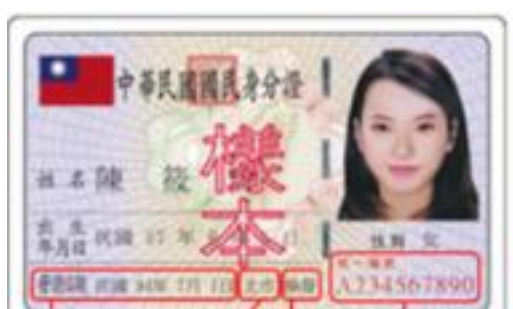 中華民國國民身分證
樣本
姓名 陳 筱
出生年月日 民國 57 年
性別 女
發證日期 民國 94年 7月 1日 北市 換發
統一編號
A234567890